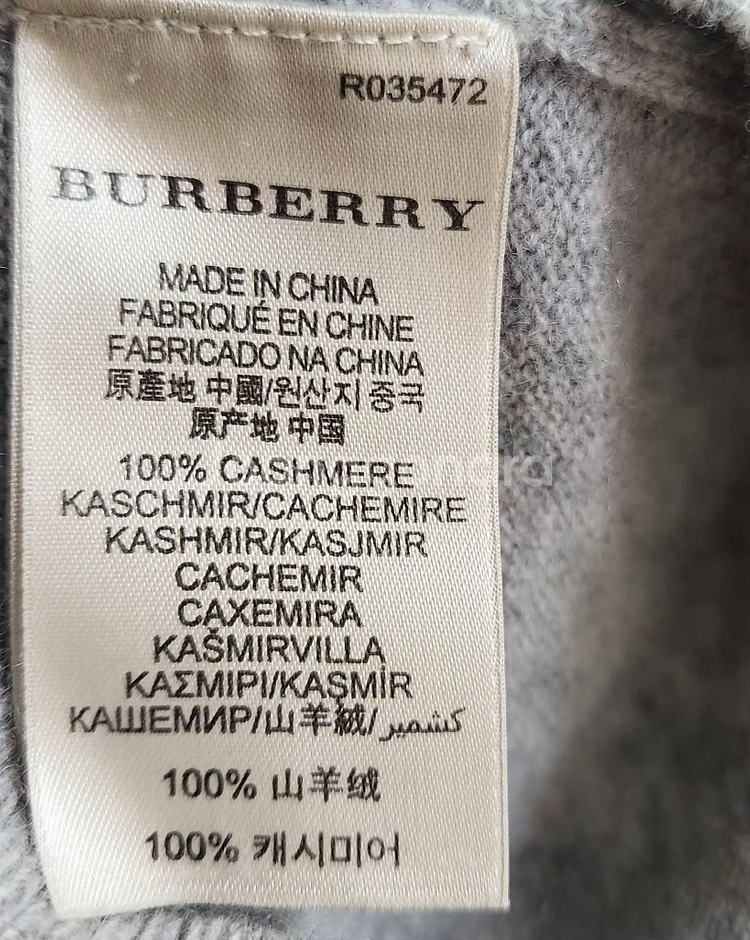 R035472
BURBERRY
MADE IN CHINA
FABRIQUÉ EN CHINE
FABRICADO NA CHINA
原產地 中國/원산지 중국
原产地 中国
100% CASHMERE
KASCHMIR/CACHEMIRE
KASHMIR/KASJMIR
CACHEMIR
CAXEMIRA
KAŠMIRVILLA
ΚΑΣΜΙΡΙ/KAŞMİR
КАШЕМИР/山羊絨/كشمير
100% 山羊绒
100% 캐시미어